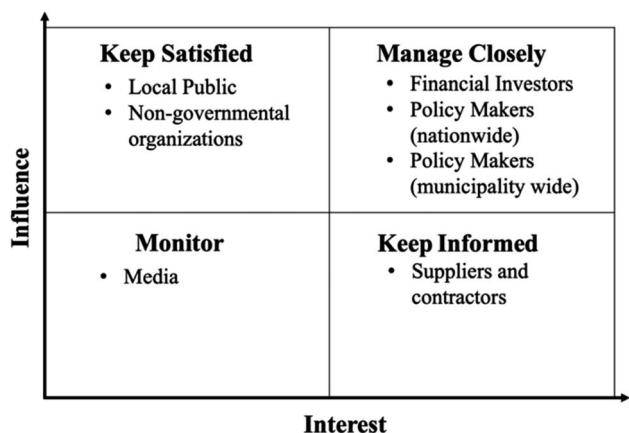 Keep Satisfied
• Local Public
• Non-governmental
organizations
Manage Closely
• Financial Investors
• Policy Makers
(nationwide)
• Policy Makers
(municipality wide)
Influence
Monitor
• Media
Keep Informed
• Suppliers and
contractors
Interest